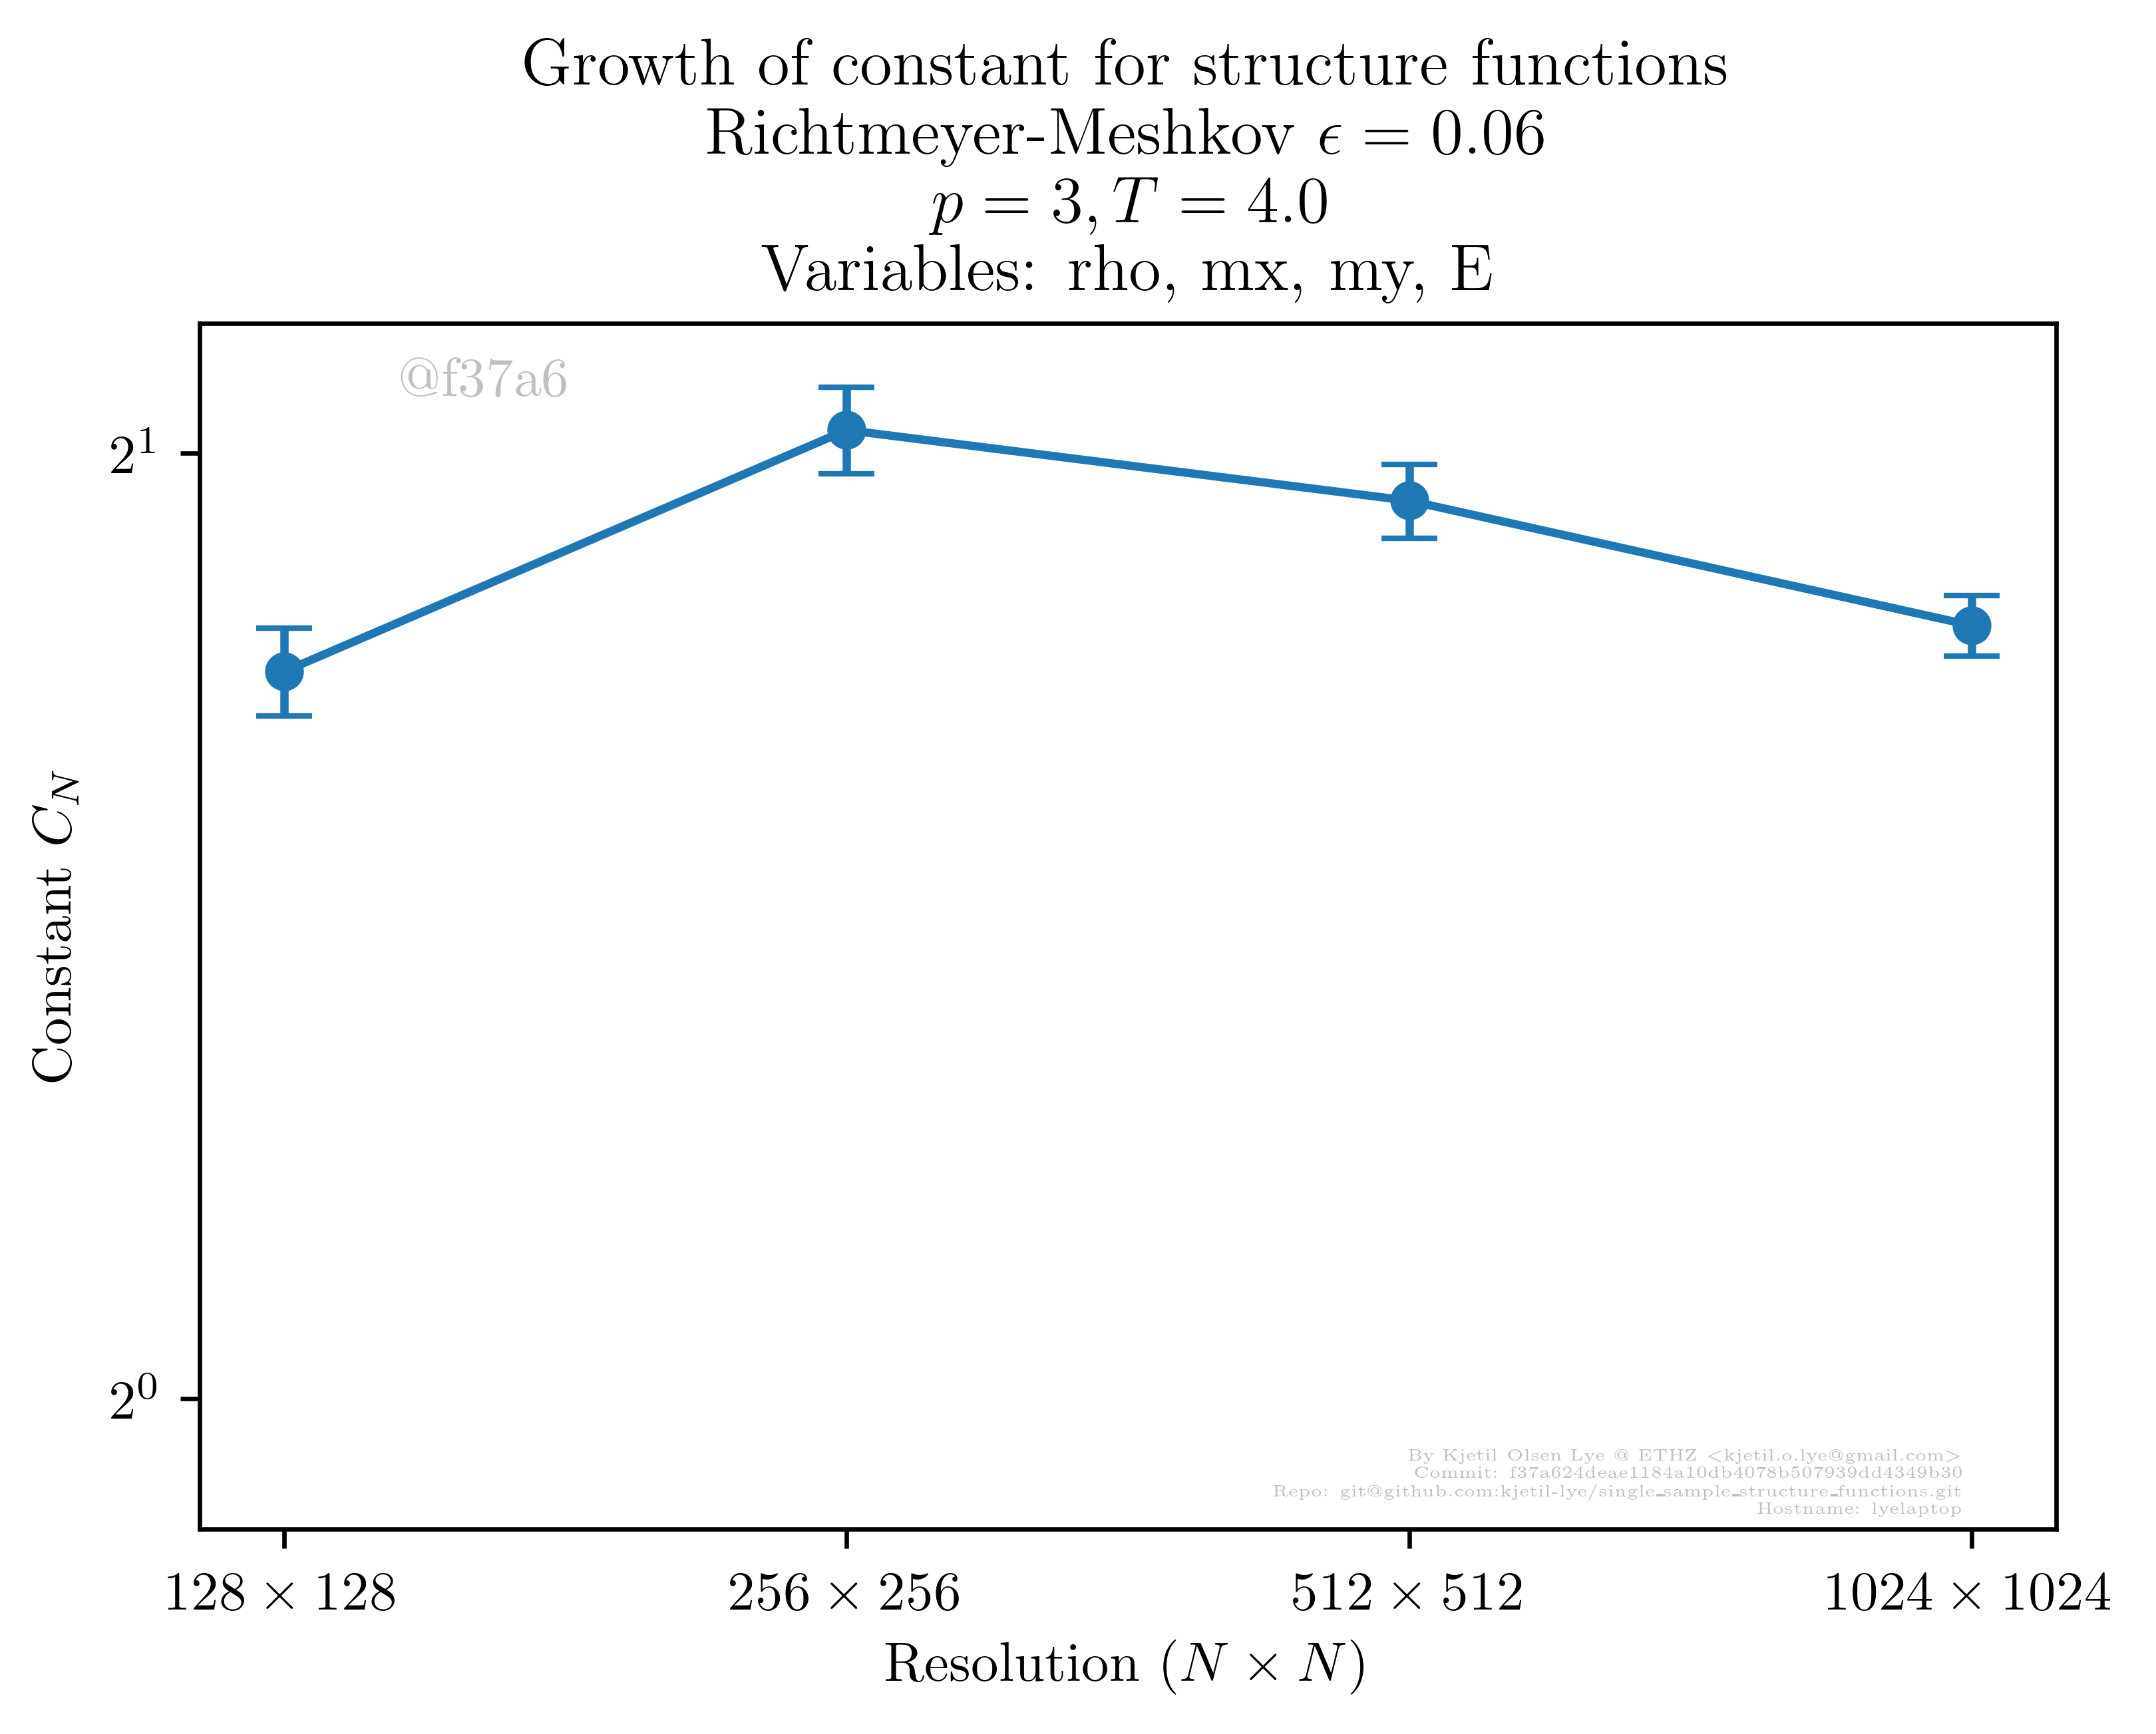 Growth of constant for structure functions
Richtmeyer-Meshkov ϵ = 0.06
p = 3, T = 4.0
Variables: rho, mx, my, E
@f37a6
2¹
2⁰
Constant C_N
By Kjetil Olsen Lye @ ETHZ <kjetil.o.lye@gmail.com>
Commit: f37a624deae1184a10db4078b507939dd4349b30
Repo: git@github.com:kjetil-lye/single_sample_structure_functions.git
Hostname: lyelaptop
128 × 128 256 × 256 512 × 512 1024 × 1024
Resolution (N × N)